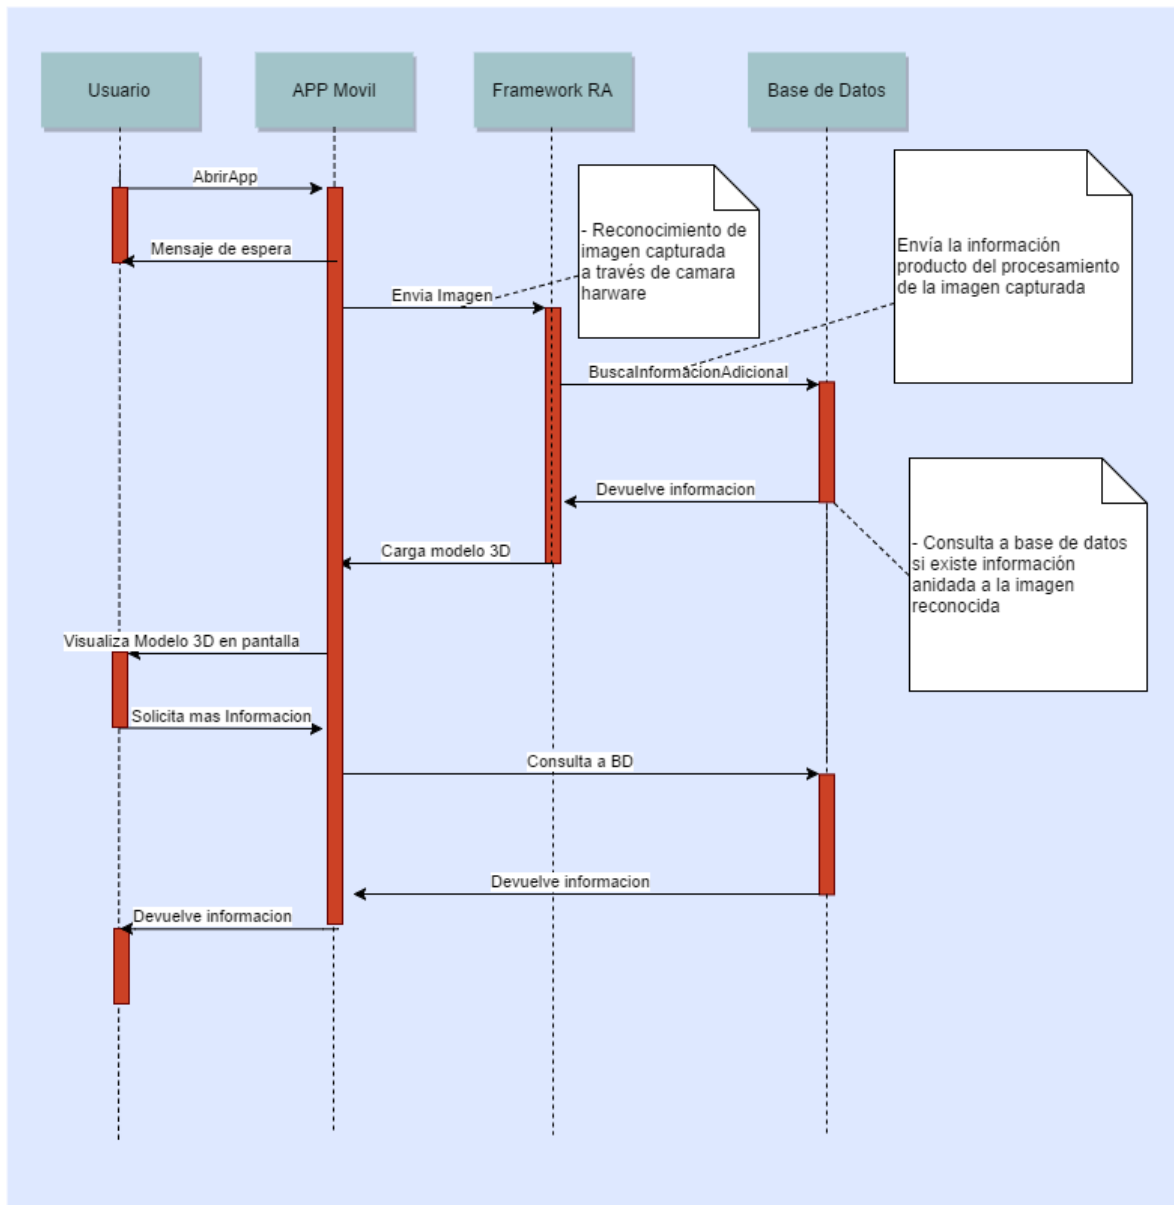 Usuario
APP Movil
Framework RA
Base de Datos
AbrirApp
Mensaje de espera
Envia Imagen
- Reconocimiento de
imagen capturada
a través de camara
harware
Envía la información
producto del procesamiento
de la imagen capturada
BuscaInformacionAdicional
Devuelve informacion
- Consulta a base de datos
si existe información
anidada a la imagen
reconocida
Carga modelo 3D
Visualiza Modelo 3D en pantalla
Solicita mas Informacion
Consulta a BD
Devuelve informacion
Devuelve informacion